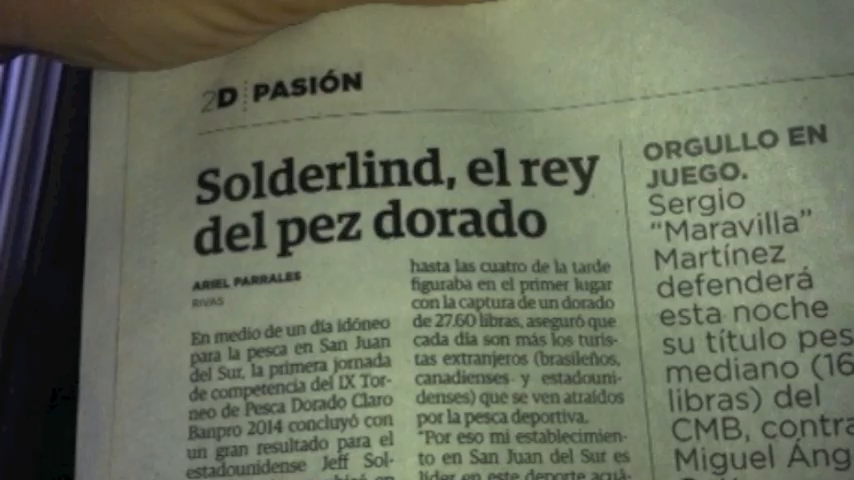 2D PASIÓN
Solderlind, el rey
del pez dorado
ARIEL PARRALES
RIVAS
En medio de un día idóneo
para la pesca en San Juan
del Sur, la primera jornada
de competencia del IX Tor-
neo de Pesca Dorado Claro
Banpro 2014 concluyó con
un gran resultado para el
estadounidense Jeff Sol-
hasta las cuatro de la tarde
figuraba en el primer lugar
con la captura de un dorado
de 27.60 libras, aseguró que
cada día son más los turis-
tas extranjeros (brasileños,
canadienses y estadouni-
denses) que se ven atraídos
por la pesca deportiva.
"Por eso mi establecimien-
to en San Juan del Sur es
líder en este deporte acuá-
ORGULLO EN
JUEGO.
Sergio
"Maravilla"
Martínez
defenderá
esta noche
su título pes
mediano (16
libras) del
CMB, contra
Miguel Áng